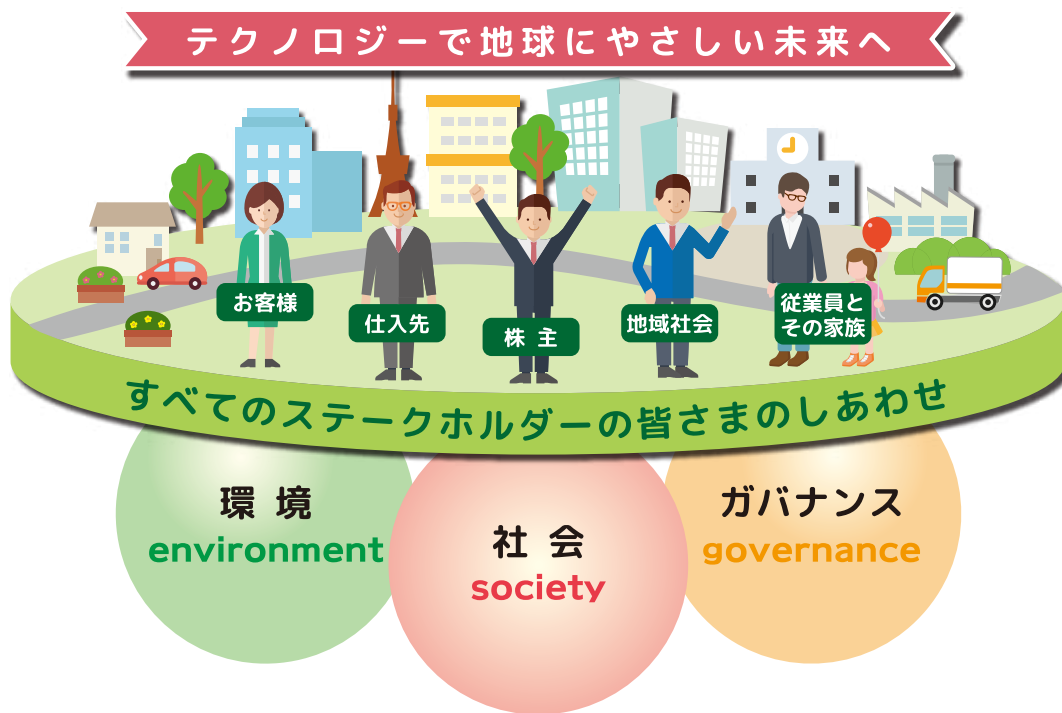 テクノロジーで地球にやさしい未来へ
お客様
仕入先
株主
地域社会
従業員と
その家族
すべてのステークホルダーの皆さまのしあわせ
環境
environment
社会
society
ガバナンス
governance